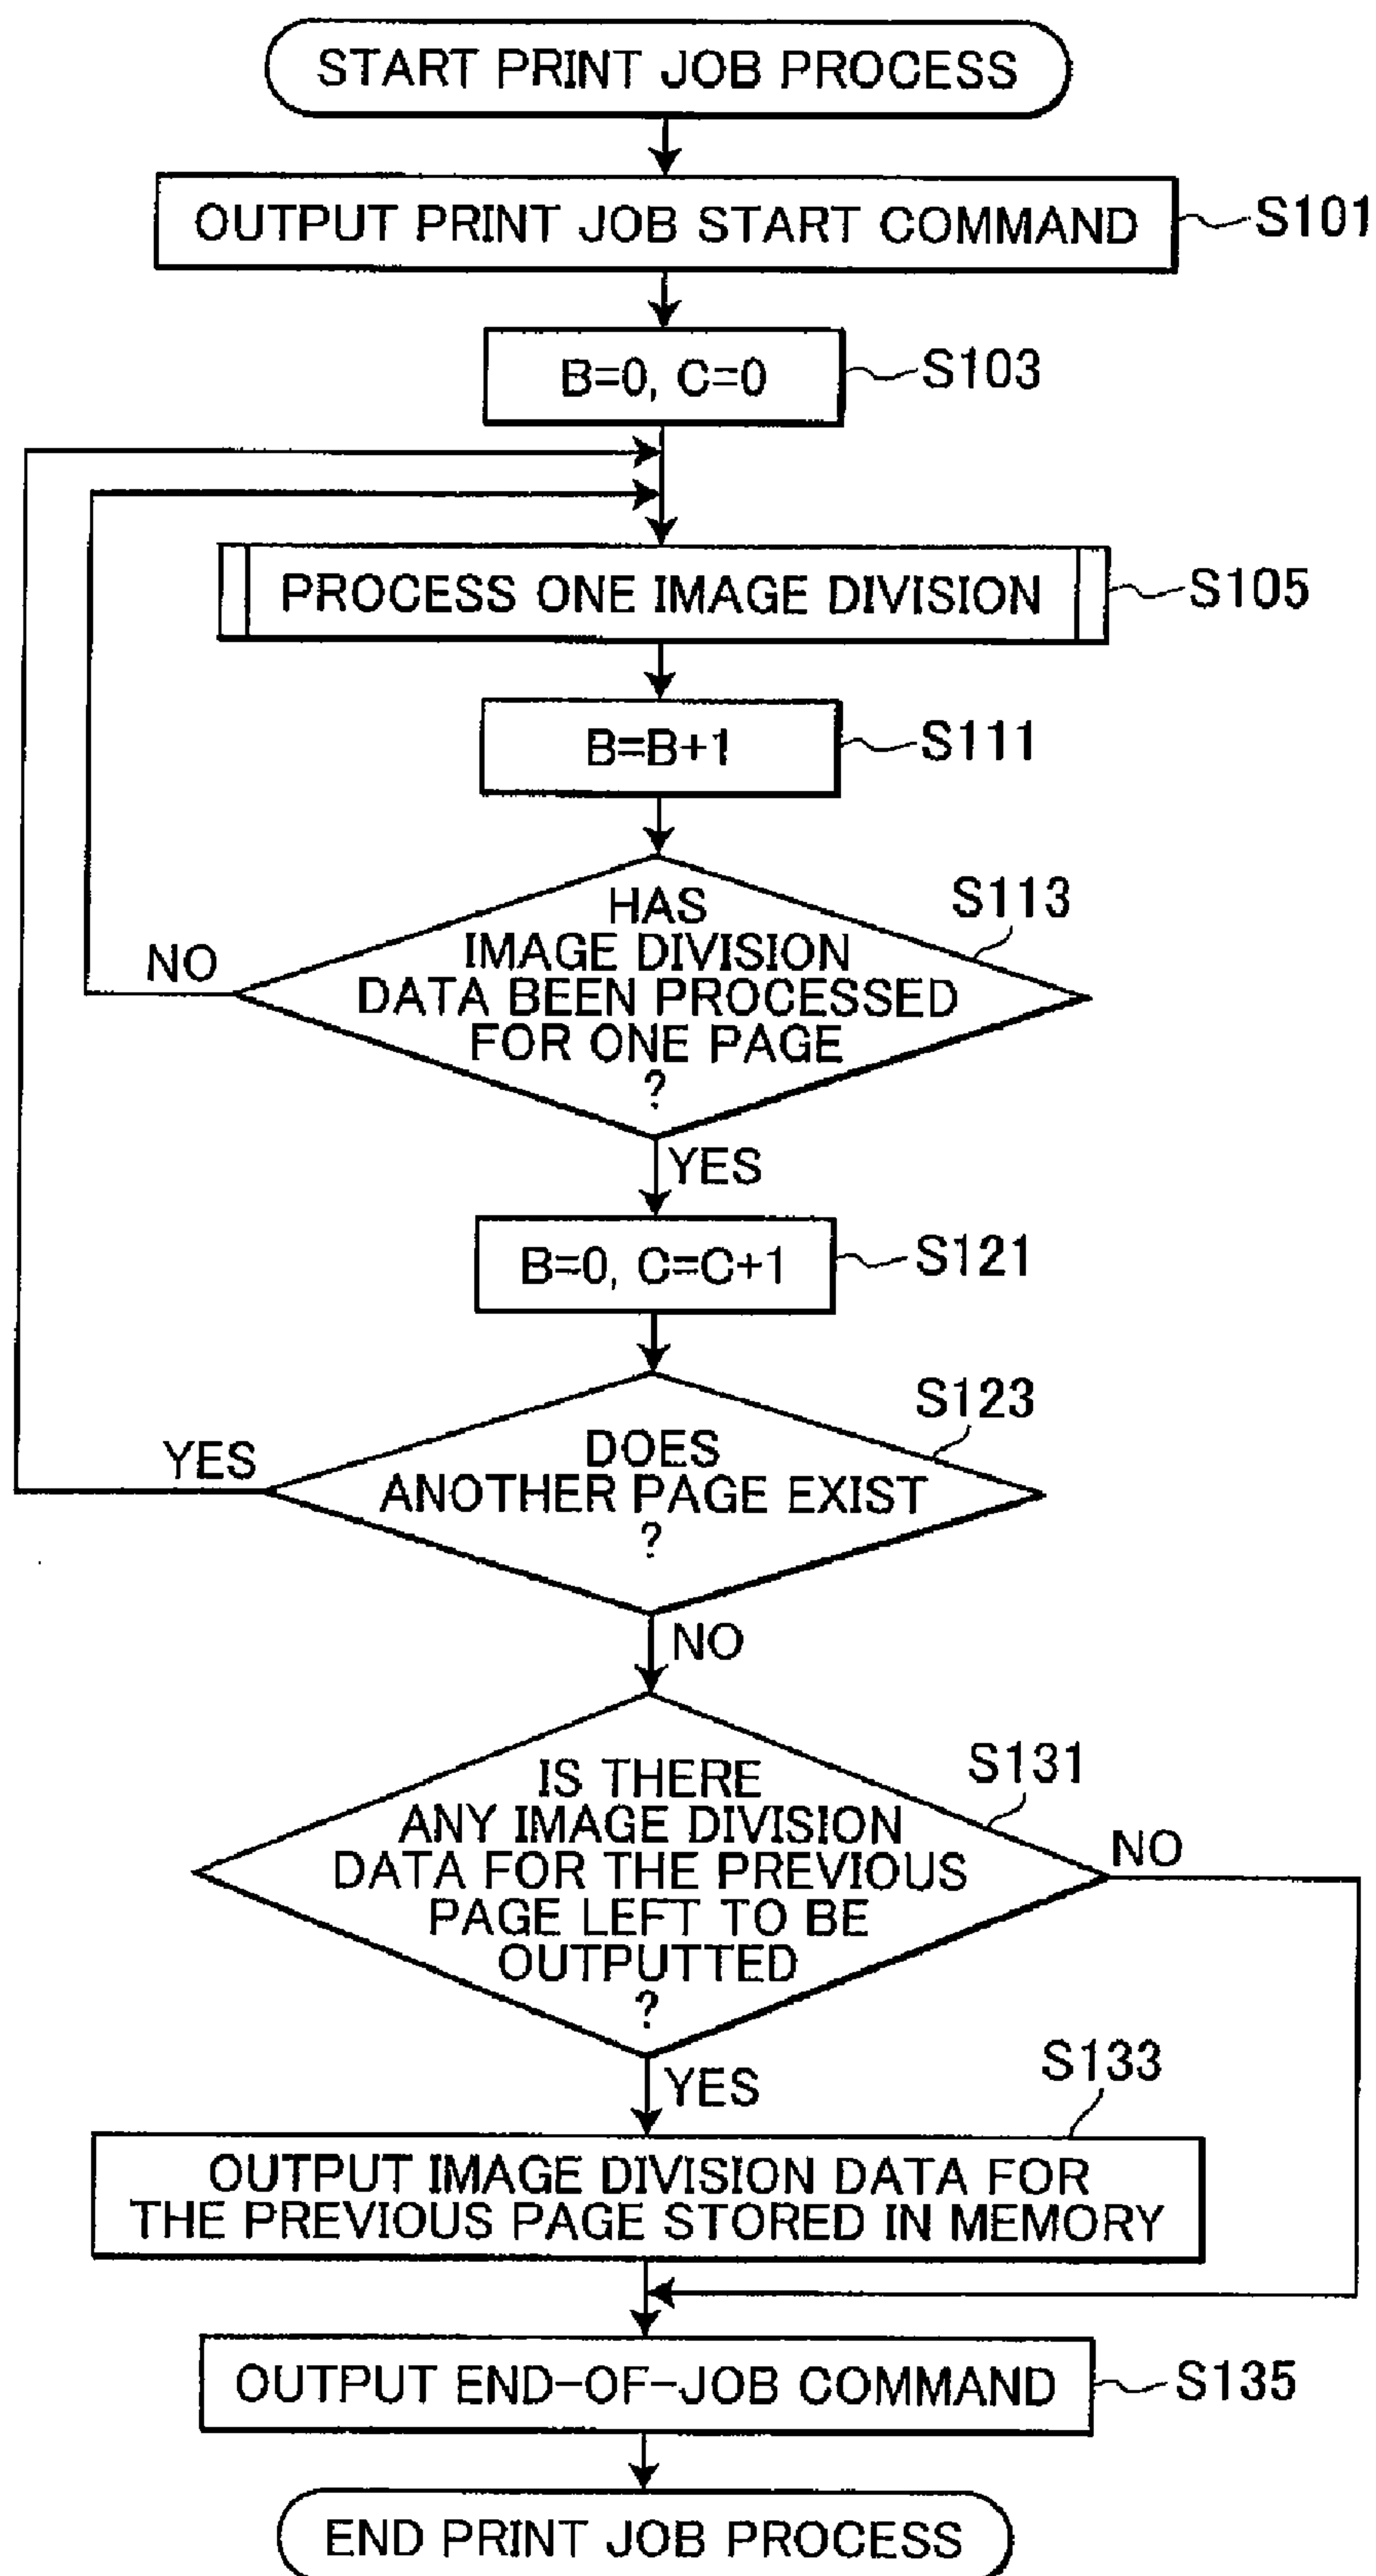 START PRINT JOB PROCESS
OUTPUT PRINT JOB START COMMAND
S101
B=0, C=0
S103
PROCESS ONE IMAGE DIVISION
S105
B=B+1
S111
HAS
IMAGE DIVISION
DATA BEEN PROCESSED
FOR ONE PAGE
?
S113
NO
YES
B=0, C=C+1
S121
DOES
ANOTHER PAGE EXIST
?
S123
YES
NO
IS THERE
ANY IMAGE DIVISION
DATA FOR THE PREVIOUS
PAGE LEFT TO BE
OUTPUTTED
?
S131
NO
YES
S133
OUTPUT IMAGE DIVISION DATA FOR
THE PREVIOUS PAGE STORED IN MEMORY
OUTPUT END-OF-JOB COMMAND
S135
END PRINT JOB PROCESS